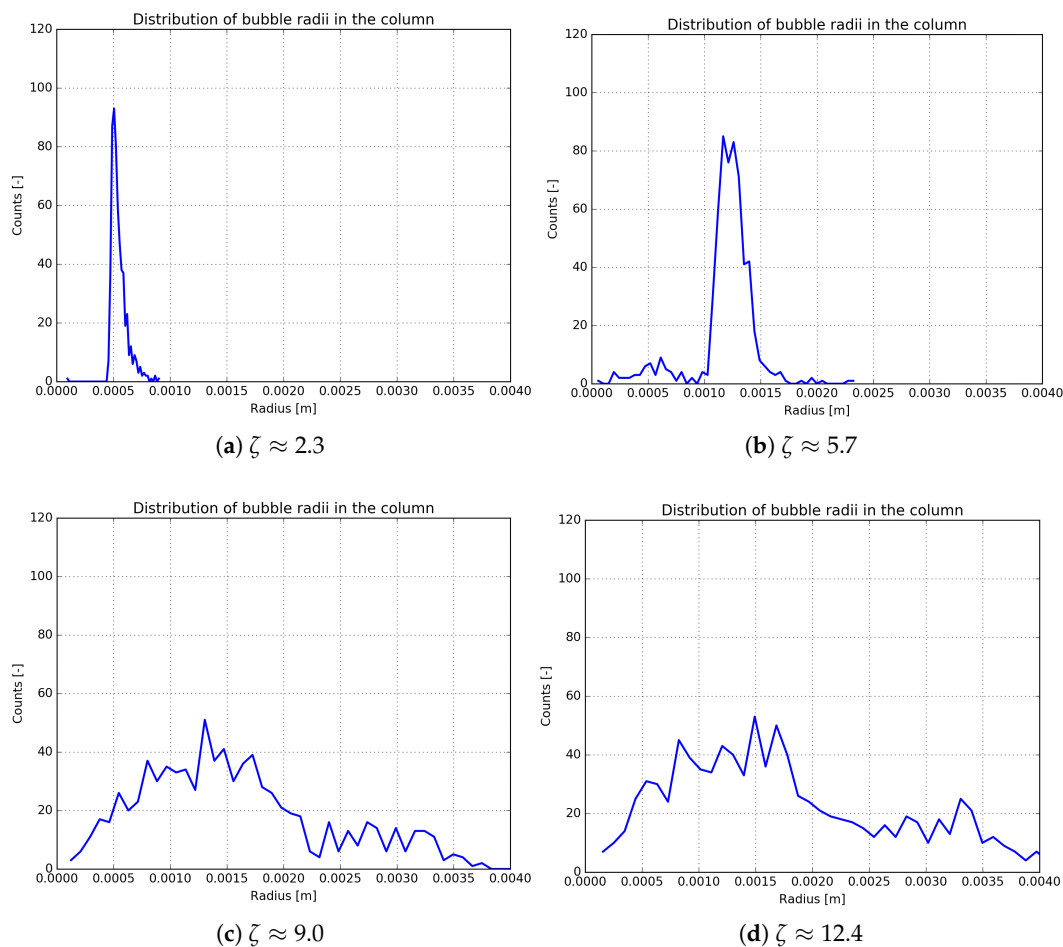 Distribution of bubble radii in the column
120
100
80
60
40
20
0
Counts [-]
0.0000 0.0005 0.0010 0.0015 0.0020 0.0025 0.0030 0.0035 0.0040
Radius [m]
(a) ζ ≈ 2.3
Distribution of bubble radii in the column
120
100
80
60
40
20
0
Counts [-]
0.0000 0.0005 0.0010 0.0015 0.0020 0.0025 0.0030 0.0035 0.0040
Radius [m]
(b) ζ ≈ 5.7
Distribution of bubble radii in the column
120
100
80
60
40
20
0
Counts [-]
0.0000 0.0005 0.0010 0.0015 0.0020 0.0025 0.0030 0.0035 0.0040
Radius [m]
(c) ζ ≈ 9.0
Distribution of bubble radii in the column
120
100
80
60
40
20
0
Counts [-]
0.0000 0.0005 0.0010 0.0015 0.0020 0.0025 0.0030 0.0035 0.0040
Radius [m]
(d) ζ ≈ 12.4